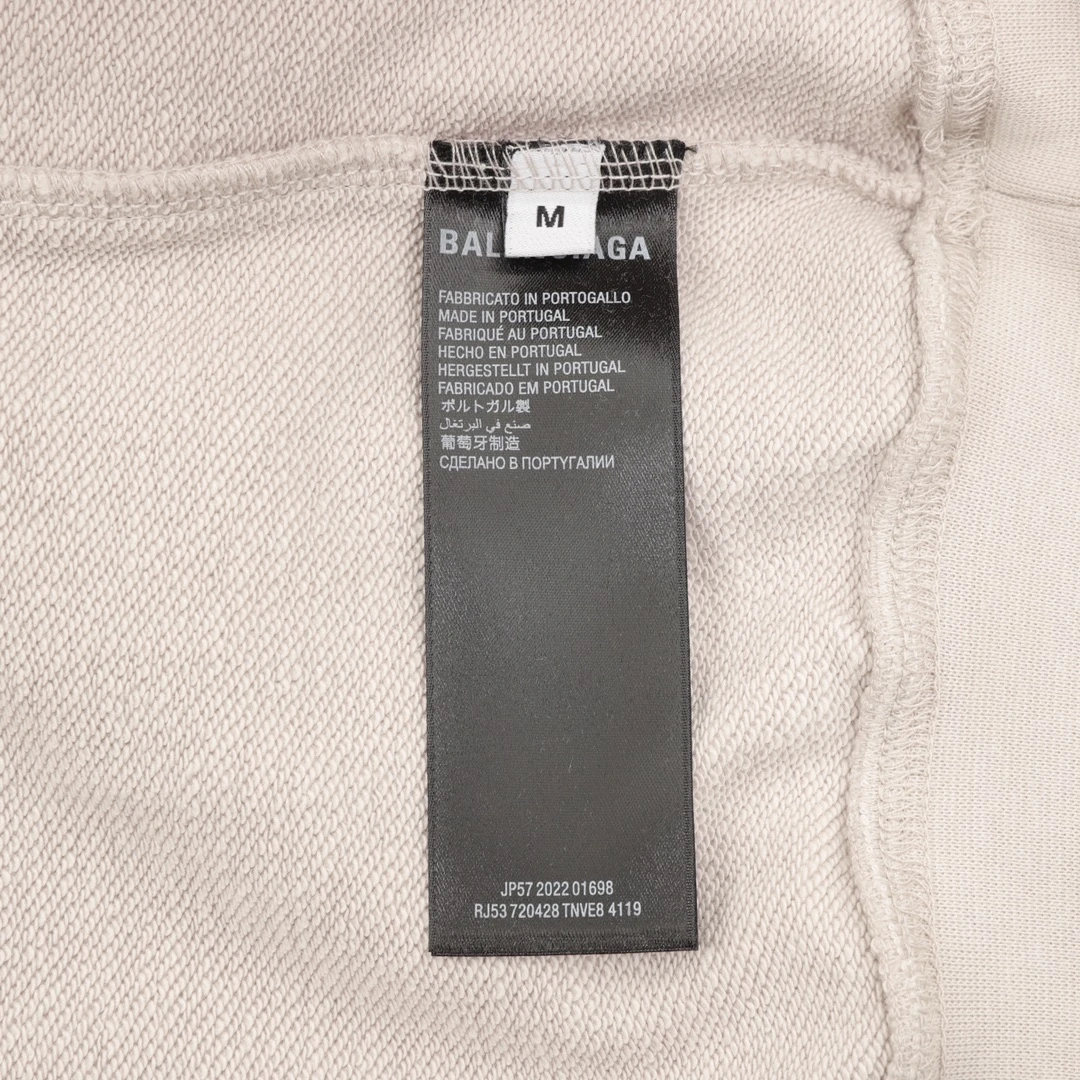 M
BALENCIAGA
FABBRICATO IN PORTOGALLO
MADE IN PORTUGAL
FABRIQUÉ AU PORTUGAL
HECHO EN PORTUGAL
HERGESTELLT IN PORTUGAL
FABRICADO EM PORTUGAL
ポルトガル製
صنع في البرتغال
葡萄牙制造
СДЕЛАНО В ПОРТУГАЛИИ
JP57 2022 01698
RJ53 720428 TNVE8 4119